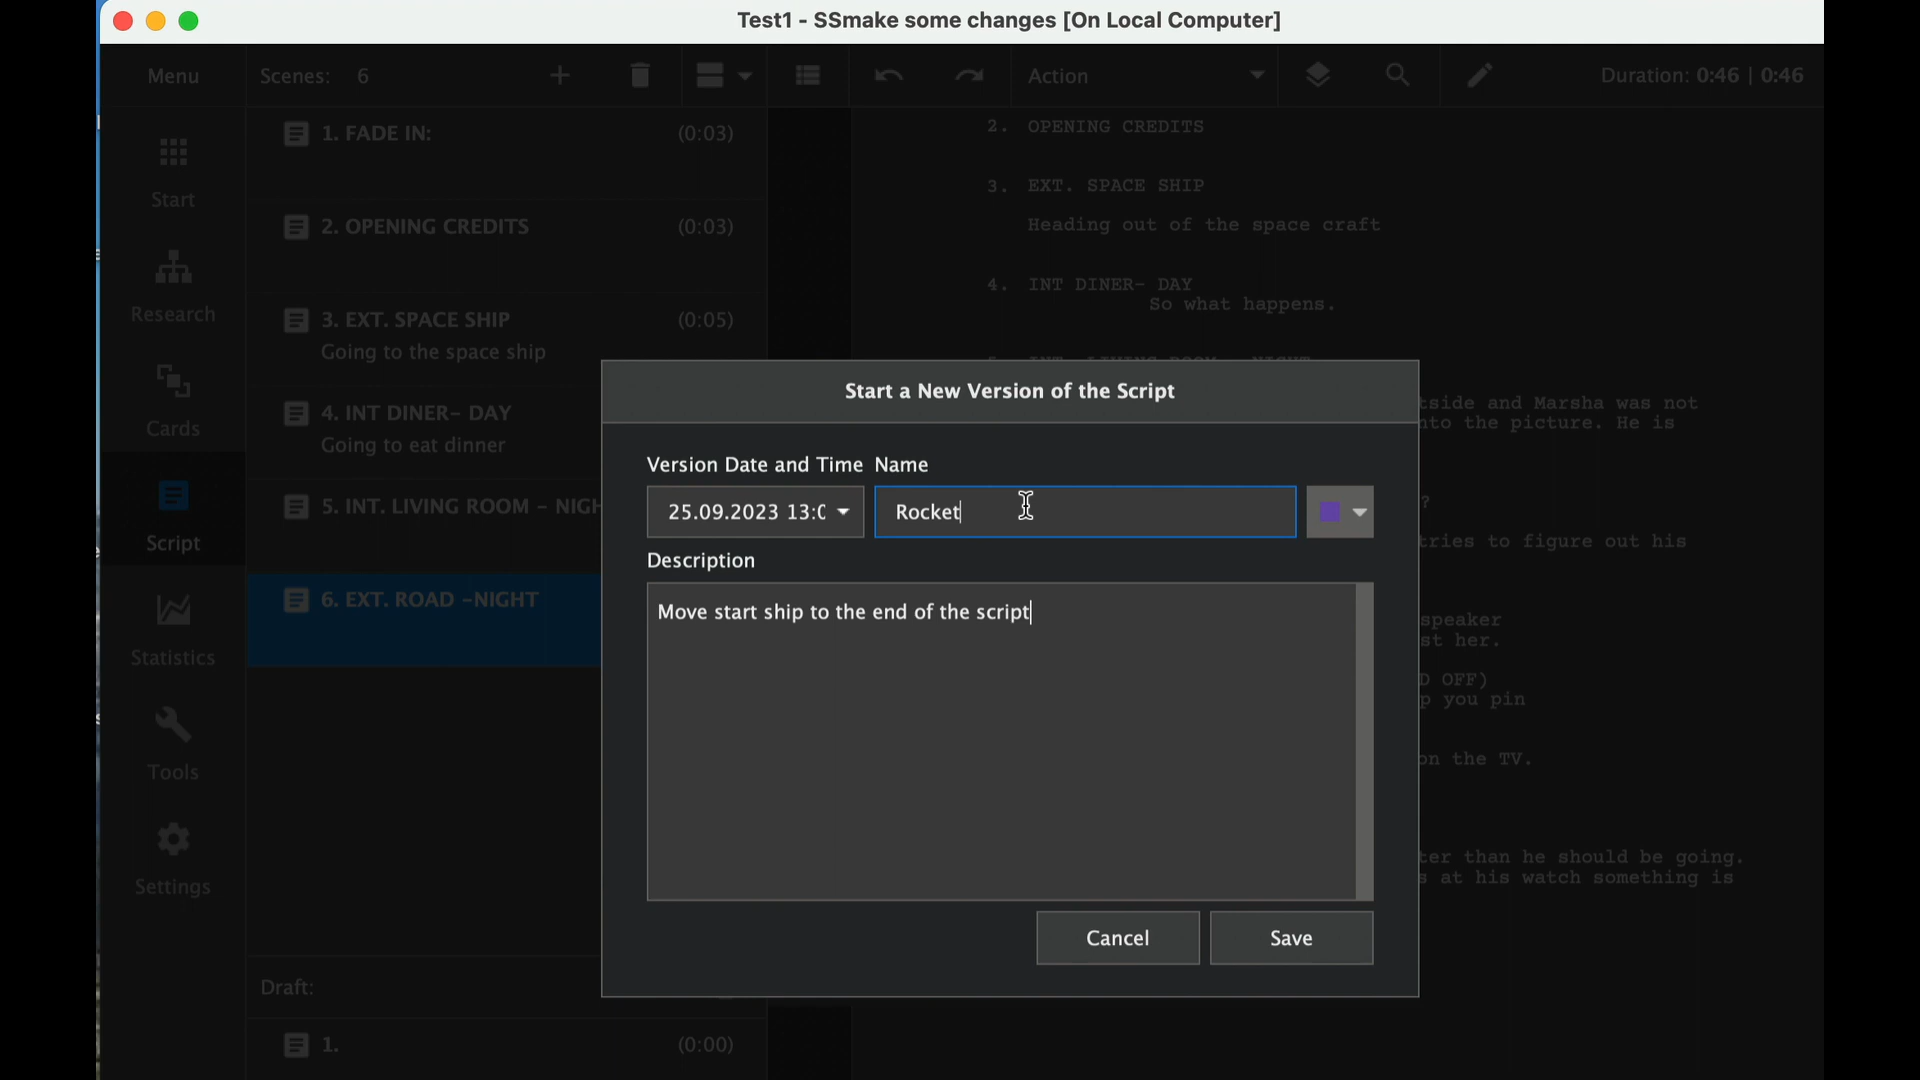 Test1 - SSmake some changes [On Local Computer]
Menu
Scenes: 6
Action
Duration: 0:46 | 0:46
Start
Research
Cards
Script
Statistics
Tools
Settings
1. FADE IN: (0:03)
2. OPENING CREDITS (0:03)
3. EXT. SPACE SHIP (0:05)
Going to the space ship
4. INT DINER- DAY
Going to eat dinner
5. INT. LIVING ROOM - NIGH
6. EXT. ROAD -NIGHT
Draft:
1. (0:00)
2. OPENING CREDITS
3. EXT. SPACE SHIP
Heading out of the space craft
4. INT DINER- DAY
So what happens.
5. INT. LIVING ROOM - NIGHT
tside and Marsha was not
nto the picture. He is
?
tries to figure out his
speaker
st her.
D OFF)
p you pin
on the TV.
ter than he should be going.
s at his watch something is
Start a New Version of the Script
Version Date and Time Name
25.09.2023 13:0 Rocket
Description
Move start ship to the end of the script
Cancel Save